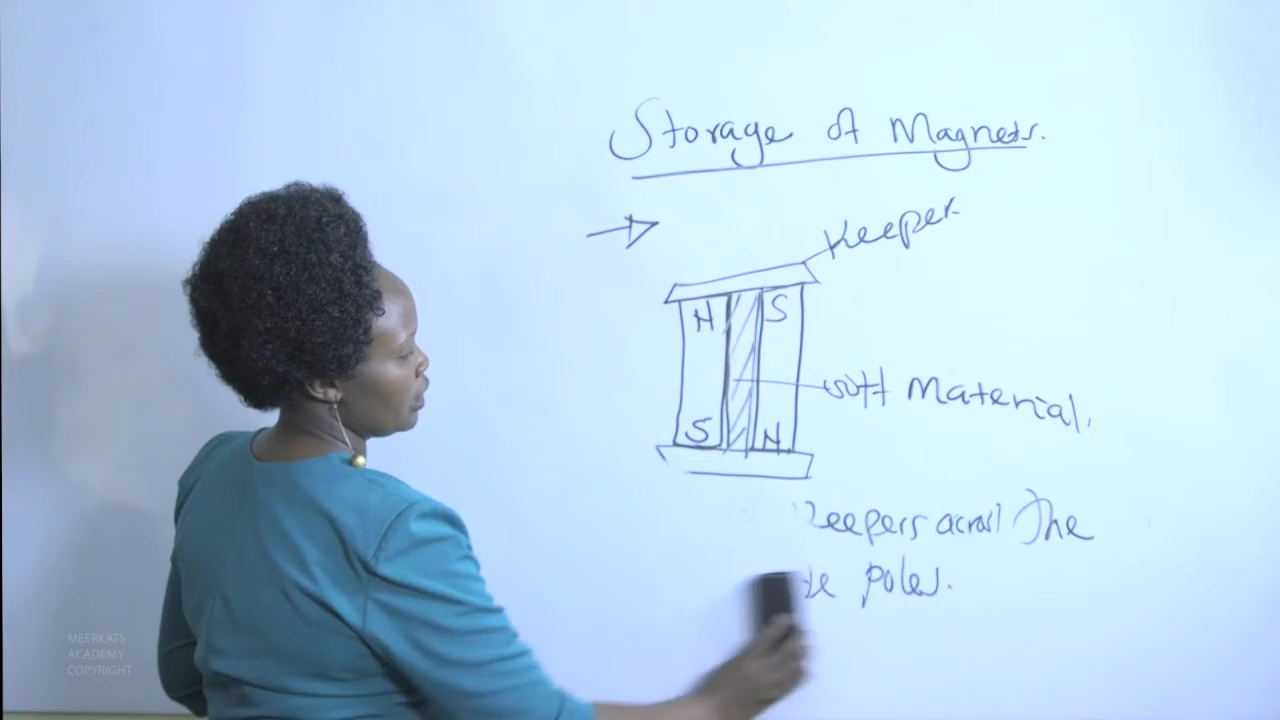 Storage of Magnets.
Keeper
N S
soft Material.
S N
keepers across the
poles.
MEERKATS
ACADEMY
COPYRIGHT